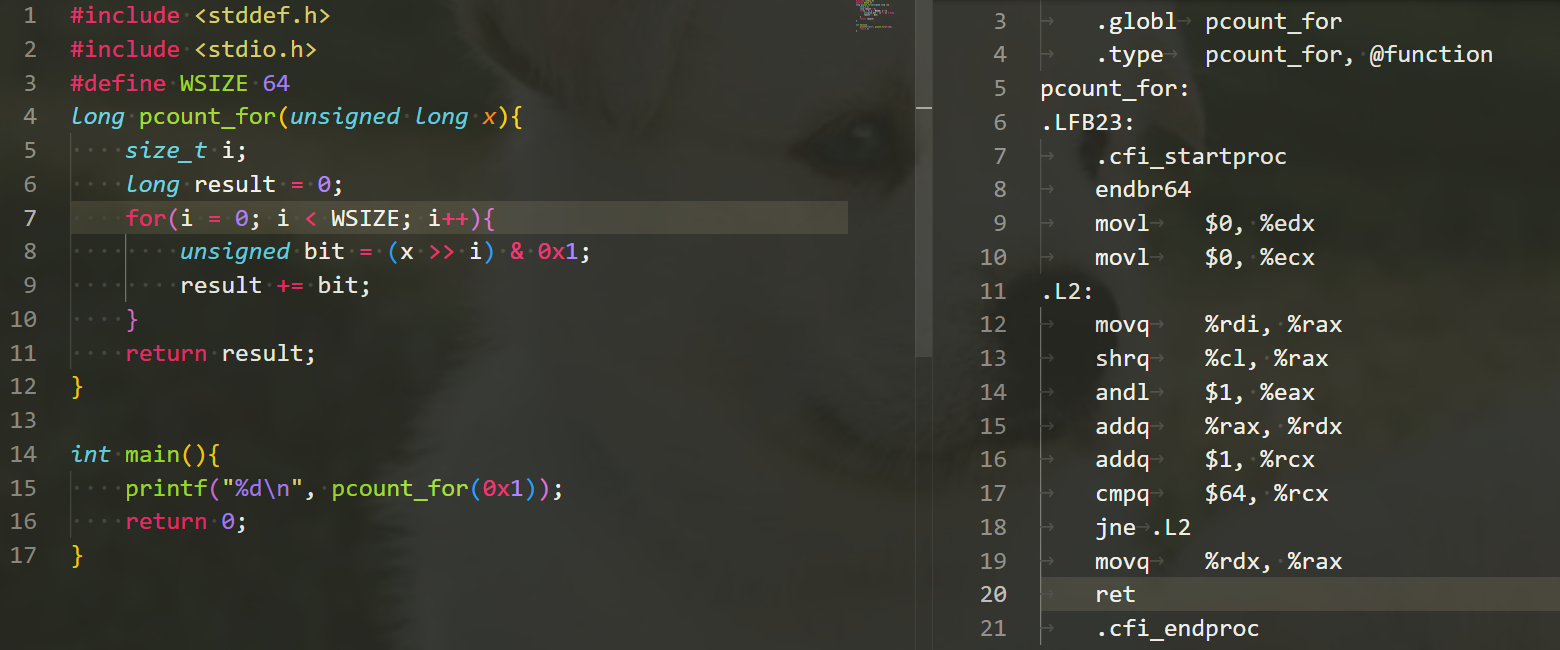 1 #include <stddef.h>
2 #include <stdio.h>
3 #define WSIZE 64
4 long pcount_for(unsigned long x){
5     size_t i;
6     long result = 0;
7     for(i = 0; i < WSIZE; i++){
8         unsigned bit = (x >> i) & 0x1;
9         result += bit;
10     }
11     return result;
12 }
13
14 int main(){
15     printf("%d\n", pcount_for(0x1));
16     return 0;
17 }
3     .globl  pcount_for
4     .type   pcount_for, @function
5 pcount_for:
6 .LFB23:
7     .cfi_startproc
8     endbr64
9     movl    $0, %edx
10     movl    $0, %ecx
11 .L2:
12     movq    %rdi, %rax
13     shrq    %cl, %rax
14     andl    $1, %eax
15     addq    %rax, %rdx
16     addq    $1, %rcx
17     cmpq    $64, %rcx
18     jne .L2
19     movq    %rdx, %rax
20     ret
21     .cfi_endproc